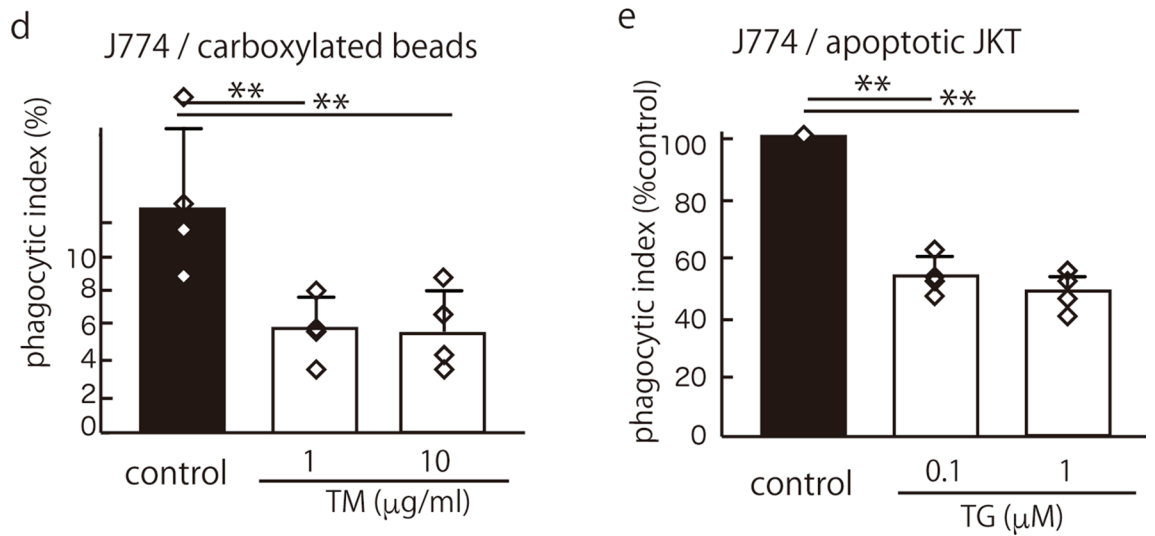 d
J774 / carboxylated beads
** **
phagocytic index (%)
10
8
6
4
2
0
control
1 10
TM (μg/ml)
e
J774 / apoptotic JKT
** **
phagocytic index (%control)
100
80
60
40
20
0
control
0.1 1
TG (μM)